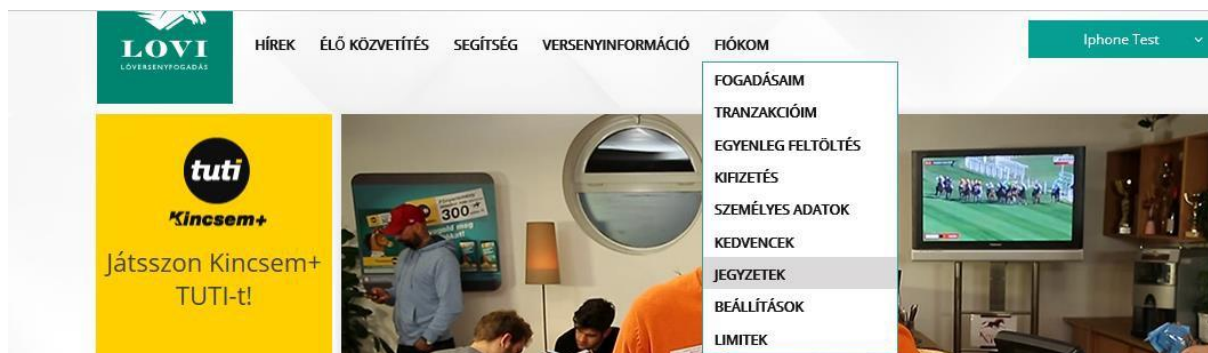 LOVI
LÓVERSENYFOGADÁS
HÍREK ÉLŐ KÖZVETÍTÉS SEGÍTSÉG VERSENYINFORMÁCIÓ FIÓKOM
Iphone Test
FOGADÁSAIM
TRANZAKCIÓIM
EGYENLEG FELTÖLTÉS
KIFIZETÉS
SZEMÉLYES ADATOK
KEDVENCEK
JEGYZETEK
BEÁLLÍTÁSOK
LIMITEK
tuti
Kincsem+
Játsszon Kincsem+
TUTI-t!
300